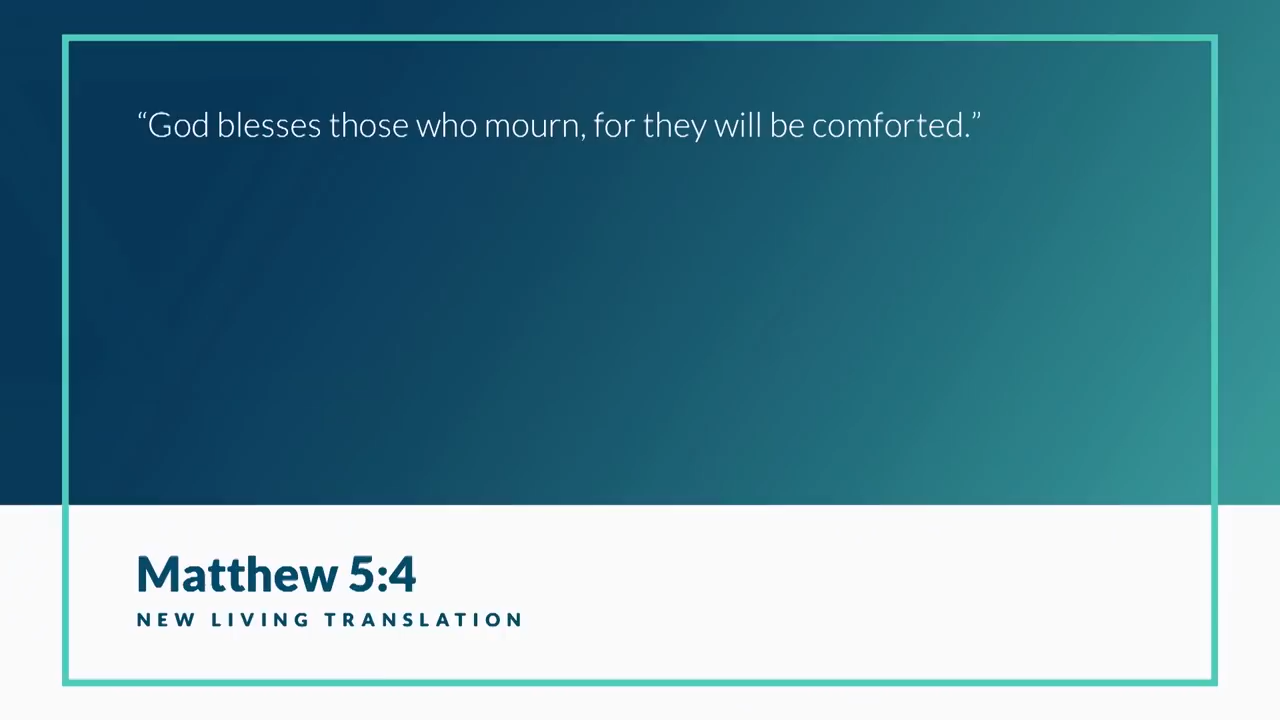 “God blesses those who mourn, for they will be comforted.”
Matthew 5:4
NEW LIVING TRANSLATION